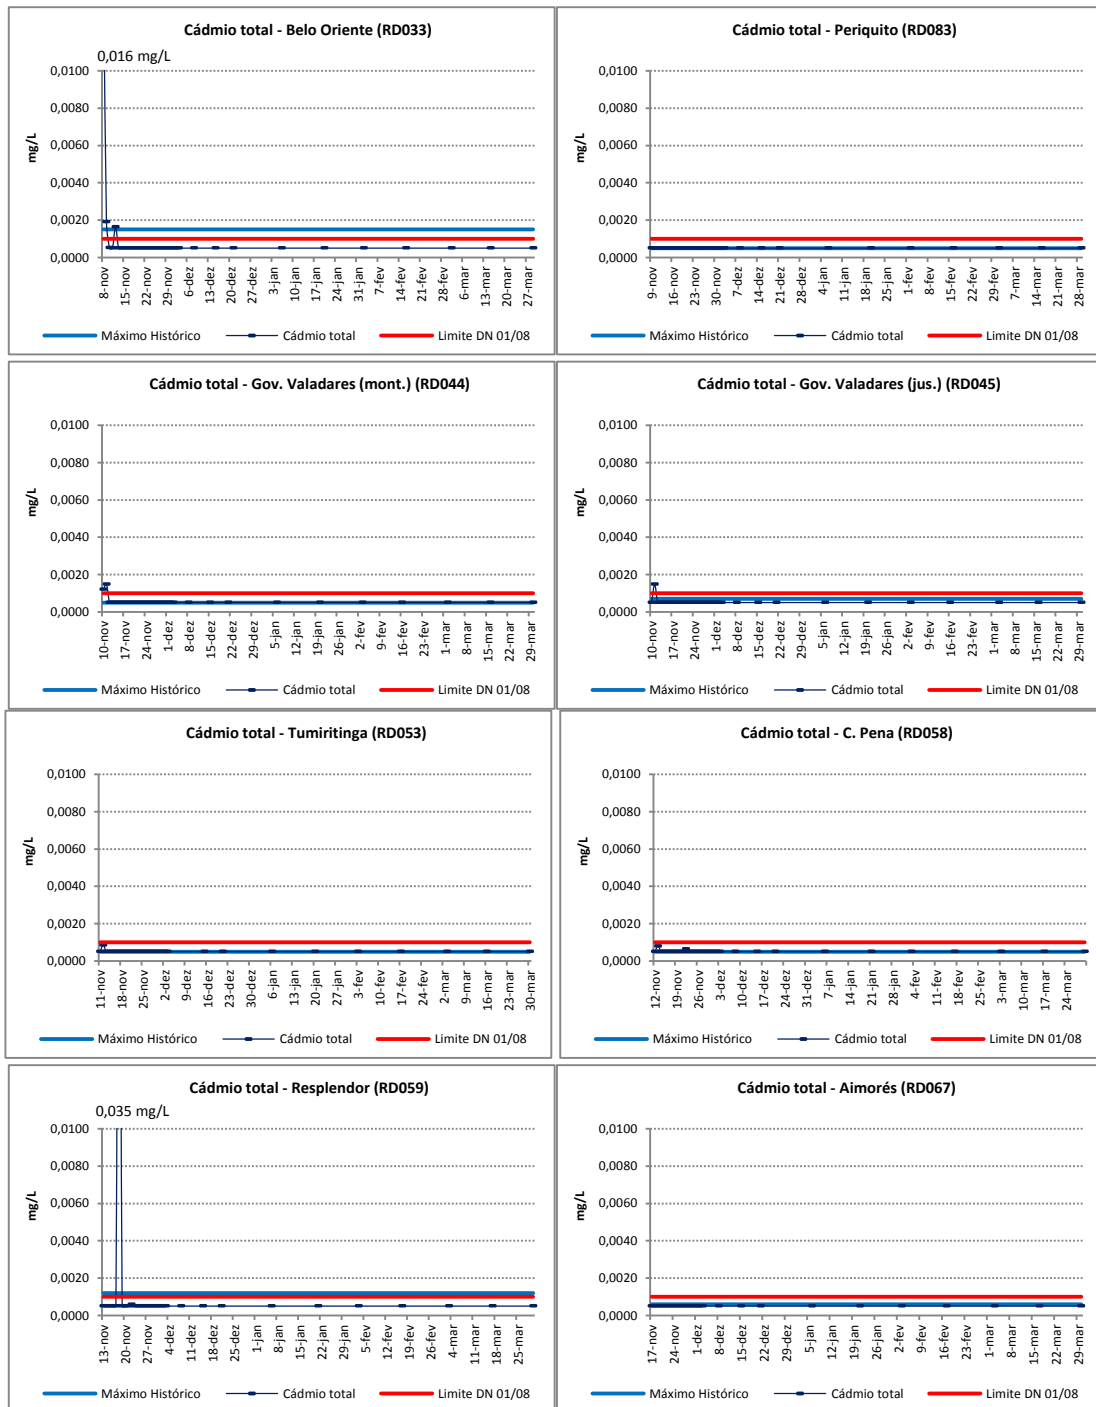 Cádmio total - Belo Oriente (RD033)
0,016 mg/L
0,0100
0,0080
0,0060
0,0040
0,0020
0,0000
mg/L
8-nov 15-nov 22-nov 29-nov 6-dez 13-dez 20-dez 27-dez 3-jan 10-jan 17-jan 24-jan 31-jan 7-fev 14-fev 21-fev 28-fev 6-mar 13-mar 20-mar 27-mar
Máximo Histórico Cádmio total Limite DN 01/08
Cádmio total - Periquito (RD083)
0,0100
0,0080
0,0060
0,0040
0,0020
0,0000
mg/L
9-nov 16-nov 23-nov 30-nov 7-dez 14-dez 21-dez 28-dez 4-jan 11-jan 18-jan 25-jan 1-fev 8-fev 15-fev 22-fev 29-fev 7-mar 14-mar 21-mar 28-mar
Máximo Histórico Cádmio total Limite DN 01/08
Cádmio total - Gov. Valadares (mont.) (RD044)
0,0100
0,0080
0,0060
0,0040
0,0020
0,0000
mg/L
10-nov 17-nov 24-nov 1-dez 8-dez 15-dez 22-dez 29-dez 5-jan 12-jan 19-jan 26-jan 2-fev 9-fev 16-fev 23-fev 1-mar 8-mar 15-mar 22-mar 29-mar
Máximo Histórico Cádmio total Limite DN 01/08
Cádmio total - Gov. Valadares (jus.) (RD045)
0,0100
0,0080
0,0060
0,0040
0,0020
0,0000
mg/L
10-nov 17-nov 24-nov 1-dez 8-dez 15-dez 22-dez 29-dez 5-jan 12-jan 19-jan 26-jan 2-fev 9-fev 16-fev 23-fev 1-mar 8-mar 15-mar 22-mar 29-mar
Máximo Histórico Cádmio total Limite DN 01/08
Cádmio total - Tumiritinga (RD053)
0,0100
0,0080
0,0060
0,0040
0,0020
0,0000
mg/L
11-nov 18-nov 25-nov 2-dez 9-dez 16-dez 23-dez 30-dez 6-jan 13-jan 20-jan 27-jan 3-fev 10-fev 17-fev 24-fev 2-mar 9-mar 16-mar 23-mar 30-mar
Máximo Histórico Cádmio total Limite DN 01/08
Cádmio total - C. Pena (RD058)
0,0100
0,0080
0,0060
0,0040
0,0020
0,0000
mg/L
12-nov 19-nov 26-nov 3-dez 10-dez 17-dez 24-dez 31-dez 7-jan 14-jan 21-jan 28-jan 4-fev 11-fev 18-fev 25-fev 3-mar 10-mar 17-mar 24-mar
Máximo Histórico Cádmio total Limite DN 01/08
Cádmio total - Resplendor (RD059)
0,035 mg/L
0,0100
0,0080
0,0060
0,0040
0,0020
0,0000
mg/L
13-nov 20-nov 27-nov 4-dez 11-dez 18-dez 25-dez 1-jan 8-jan 15-jan 22-jan 29-jan 5-fev 12-fev 19-fev 26-fev 4-mar 11-mar 18-mar 25-mar
Máximo Histórico Cádmio total Limite DN 01/08
Cádmio total - Aimorés (RD067)
0,0100
0,0080
0,0060
0,0040
0,0020
0,0000
mg/L
17-nov 24-nov 1-dez 8-dez 15-dez 22-dez 29-dez 5-jan 12-jan 19-jan 26-jan 2-fev 9-fev 16-fev 23-fev 1-mar 8-mar 15-mar 22-mar 29-mar
Máximo Histórico Cádmio total Limite DN 01/08